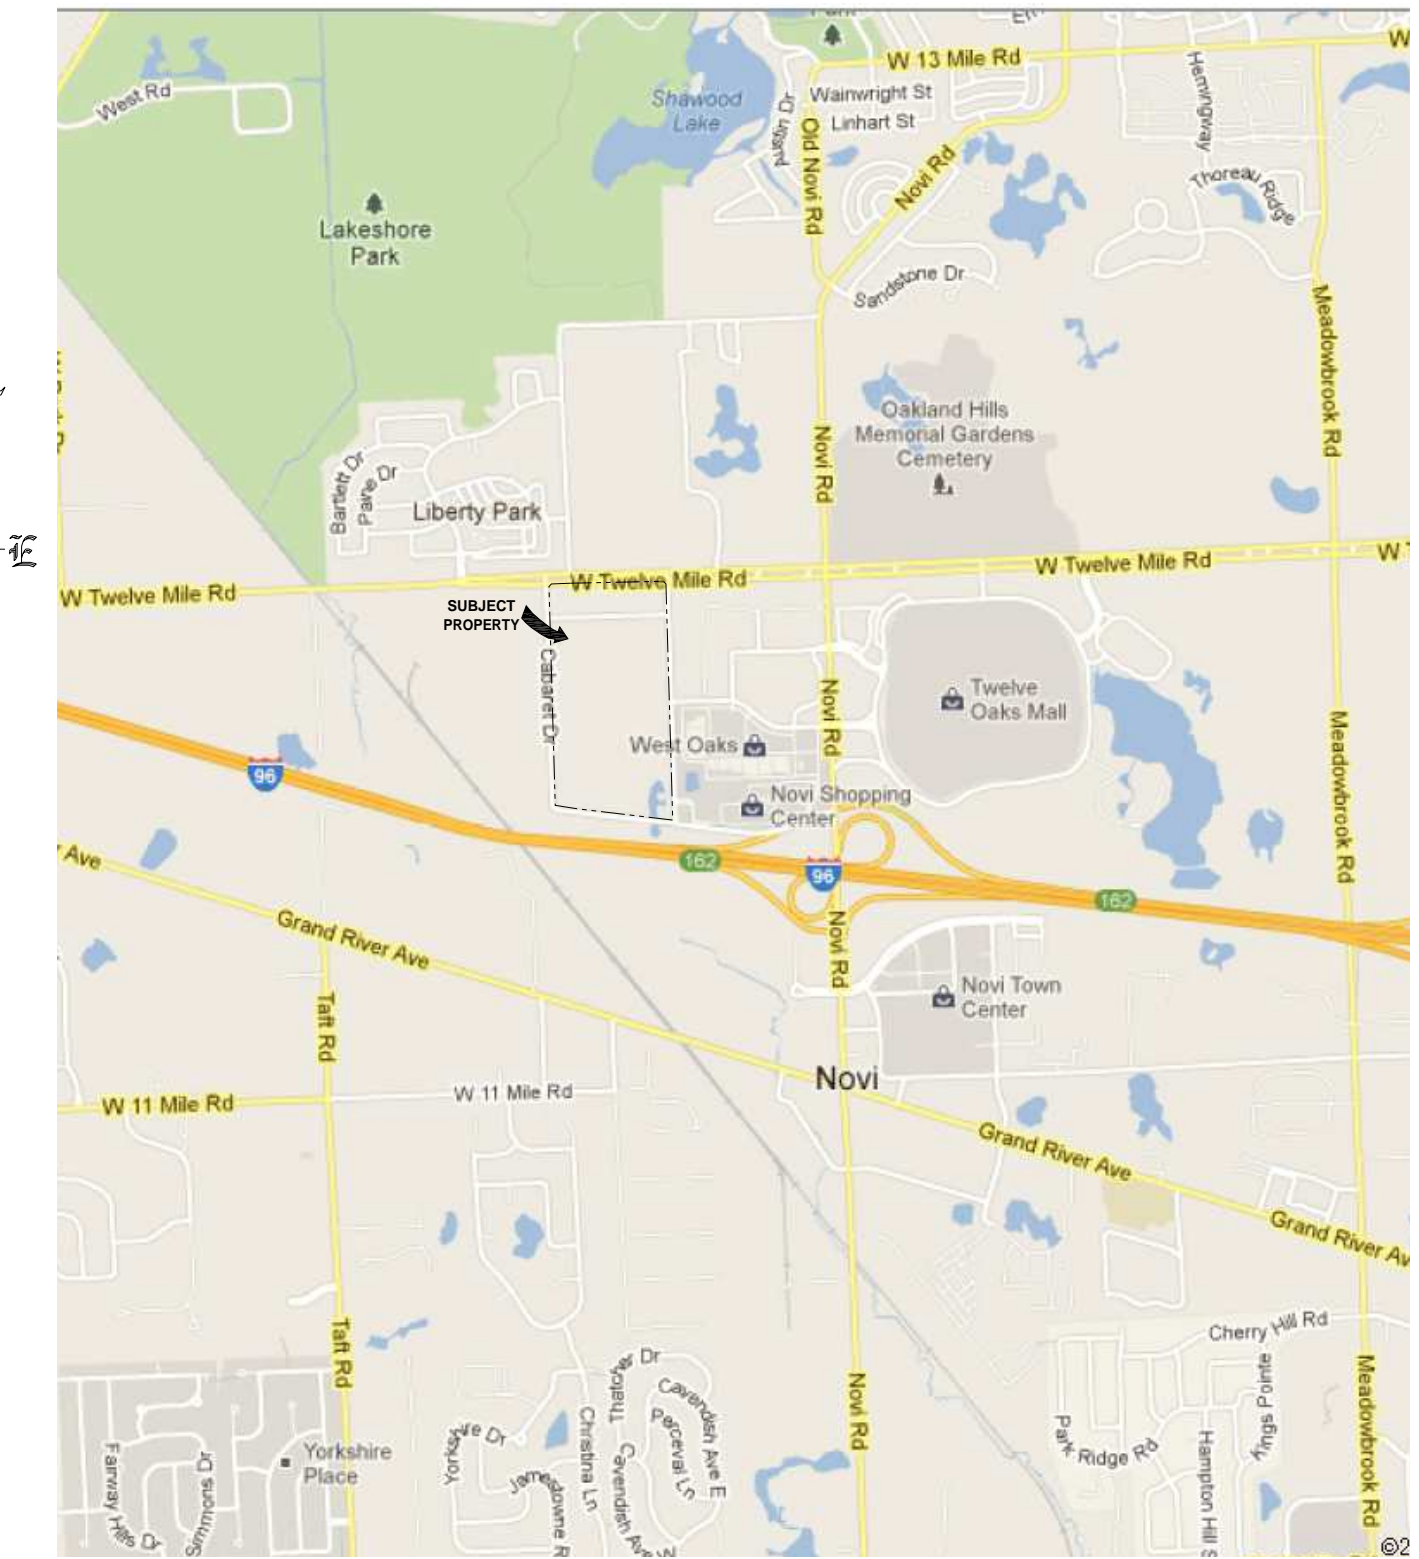 Park
W 13 Mile Rd
W
West Rd
Shawood
Lake
Wainwright St
Linhart St
Hemingway
Old Novi Rd
Novi Rd
Thoreau Ridge
Lakeshore
Park
Sandstone Dr
Meadowbrook Rd
Oakland Hills
Memorial Gardens
Cemetery
Novi Rd
Bartlett Dr
Paine Dr
Liberty Park
E
W Twelve Mile Rd
W Twelve Mile Rd
W Twelve Mile Rd
SUBJECT
PROPERTY
Cabaret Dr
Novi Rd
Twelve
Oaks Mall
Meadowbrook Rd
West Oaks
96
Novi Shopping
Center
Ave
162
96
162
Grand River Ave
Novi Rd
Novi Town
Center
Taft Rd
Novi
W 11 Mile Rd
W 11 Mile Rd
Grand River Ave
Grand River Av
Cherry Hill Rd
Taft Rd
Thatcher Dr
Cavendish Ave E
Perceval Ln
Novi Rd
Kings Pointe
Meadowbrook Rd
Yorkshire Dr
Christina Ln
Park Ridge Rd
Hampton Hill S
Yorkshire
Place
Fairway Hills Dr
Simmons Dr
Jamestowne R
Cavendish Av
©2